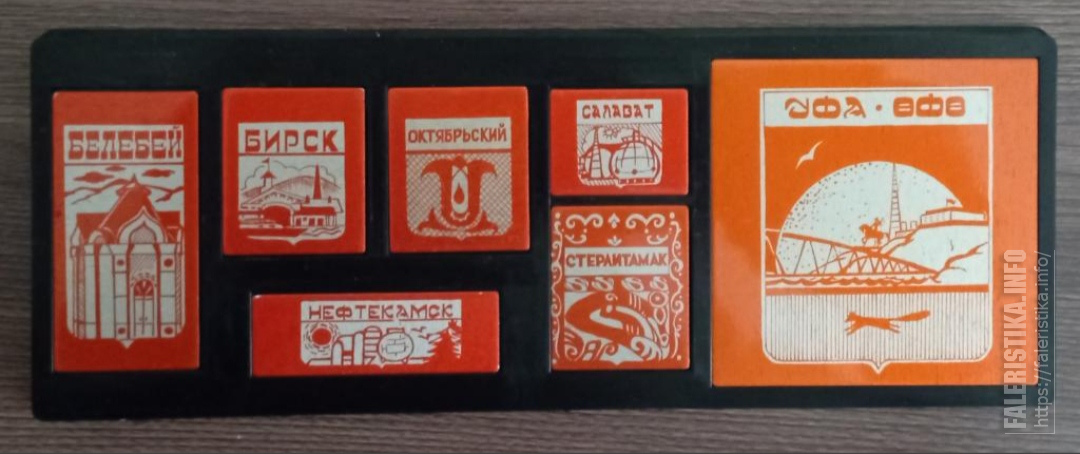 БЕЛЕБЕЙ
БИРСК
ОКТЯБРЬСКИЙ
САЛАВАТ
СТЕРЛИТАМАК
НЕФТЕКАМСК
УФА · ӨФӨ
FALERISTIKA.INFO
https://faleristika.info/